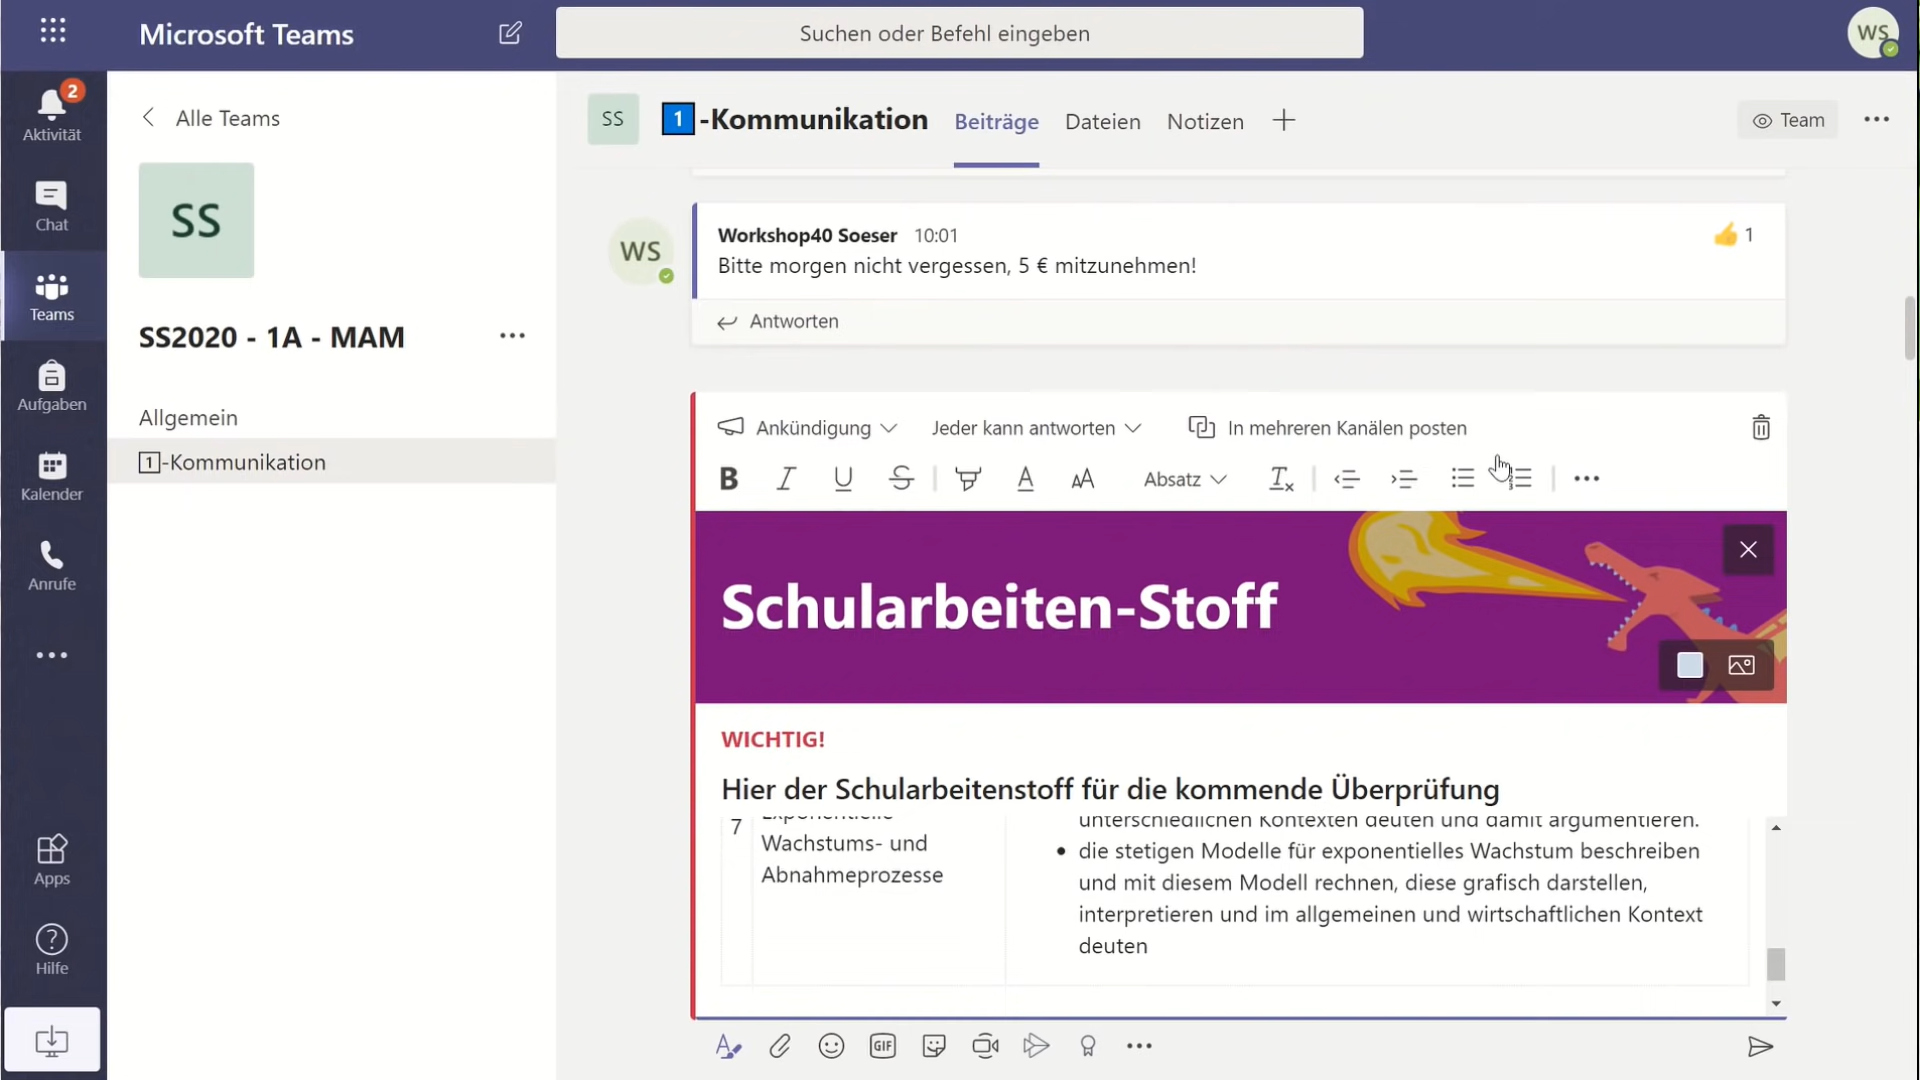 Microsoft Teams
Suchen oder Befehl eingeben
WS
2
Aktivität
Chat
Teams
Aufgaben
Kalender
Anrufe
Apps
Hilfe
Alle Teams
SS
SS2020 - 1A - MAM
Allgemein
1-Kommunikation
SS
1-Kommunikation
Beiträge
Dateien
Notizen
Team
WS
Workshop40 Soeser 10:01
1
Bitte morgen nicht vergessen, 5 € mitzunehmen!
Antworten
Ankündigung
Jeder kann antworten
In mehreren Kanälen posten
B I U S A AA Absatz
Schularbeiten-Stoff
WICHTIG!
Hier der Schularbeitenstoff für die kommende Überprüfung
7
Exponentielle
Wachstums- und
Abnahmeprozesse
unterschiedlichen Kontexten deuten und damit argumentieren.
die stetigen Modelle für exponentielles Wachstum beschreiben
und mit diesem Modell rechnen, diese grafisch darstellen,
interpretieren und im allgemeinen und wirtschaftlichen Kontext
deuten
GIF